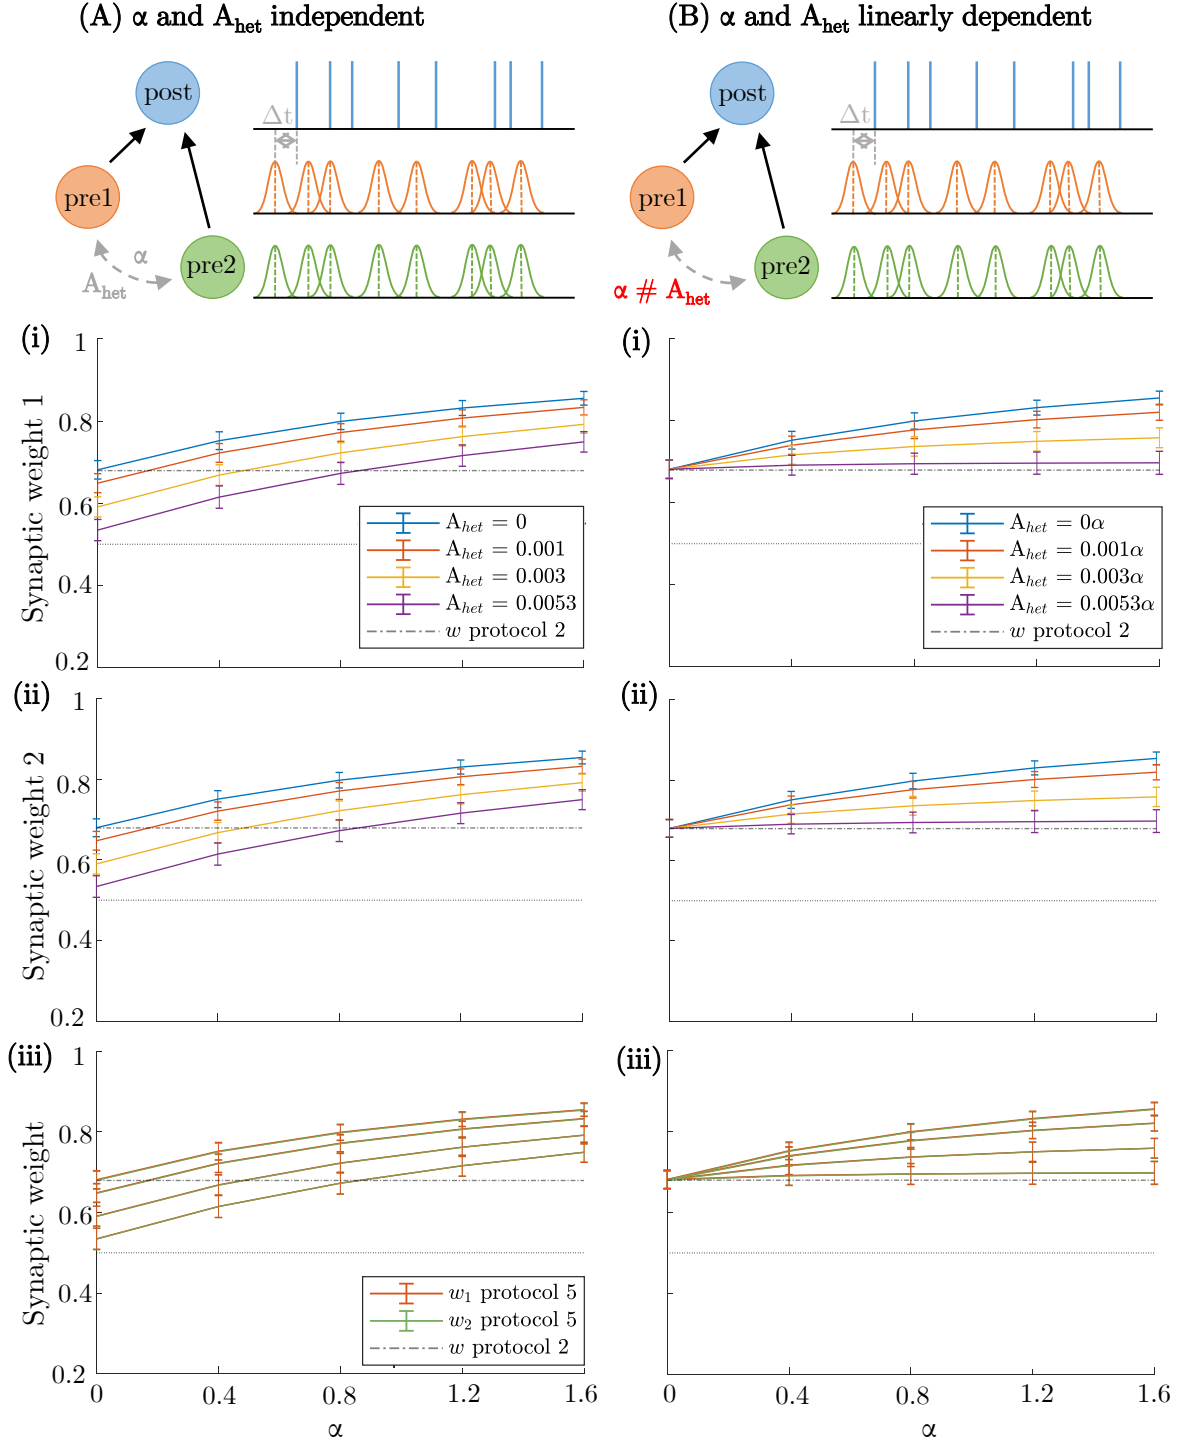 (A) α and A_het independent
post
Δt
pre1
α
A_het
pre2
(B) α and A_het linearly dependent
post
Δt
pre1
pre2
α # A_het
(i)
1
0.8
0.6
0.4
0.2
Synaptic weight 1
A_het = 0
A_het = 0.001
A_het = 0.003
A_het = 0.0053
w protocol 2
(i)
A_het = 0α
A_het = 0.001α
A_het = 0.003α
A_het = 0.0053α
w protocol 2
(ii)
1
0.8
0.6
0.4
0.2
Synaptic weight 2
(ii)
(iii)
1
0.8
0.6
0.4
0.2
Synaptic weight
w₁ protocol 5
w₂ protocol 5
w protocol 2
0 0.4 0.8 1.2 1.6
α
(iii)
0 0.4 0.8 1.2 1.6
α